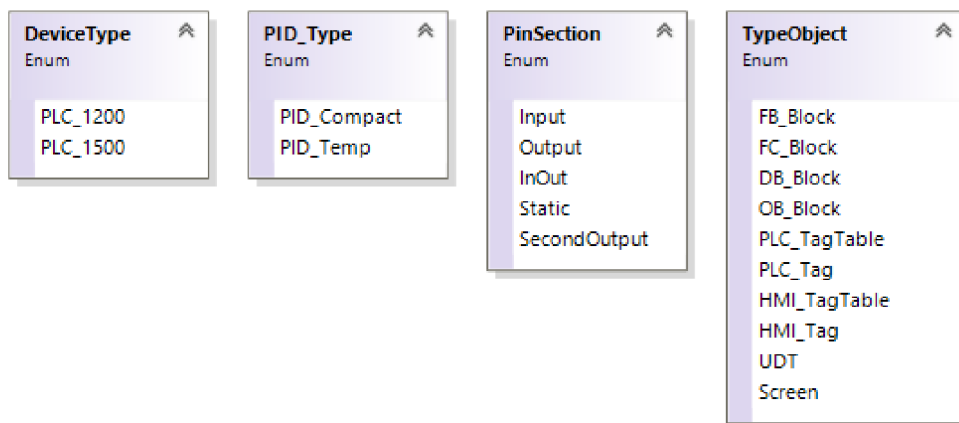 DeviceType
Enum
PLC_1200
PLC_1500
PID_Type
Enum
PID_Compact
PID_Temp
PinSection
Enum
Input
Output
InOut
Static
SecondOutput
TypeObject
Enum
FB_Block
FC_Block
DB_Block
OB_Block
PLC_TagTable
PLC_Tag
HMI_TagTable
HMI_Tag
UDT
Screen